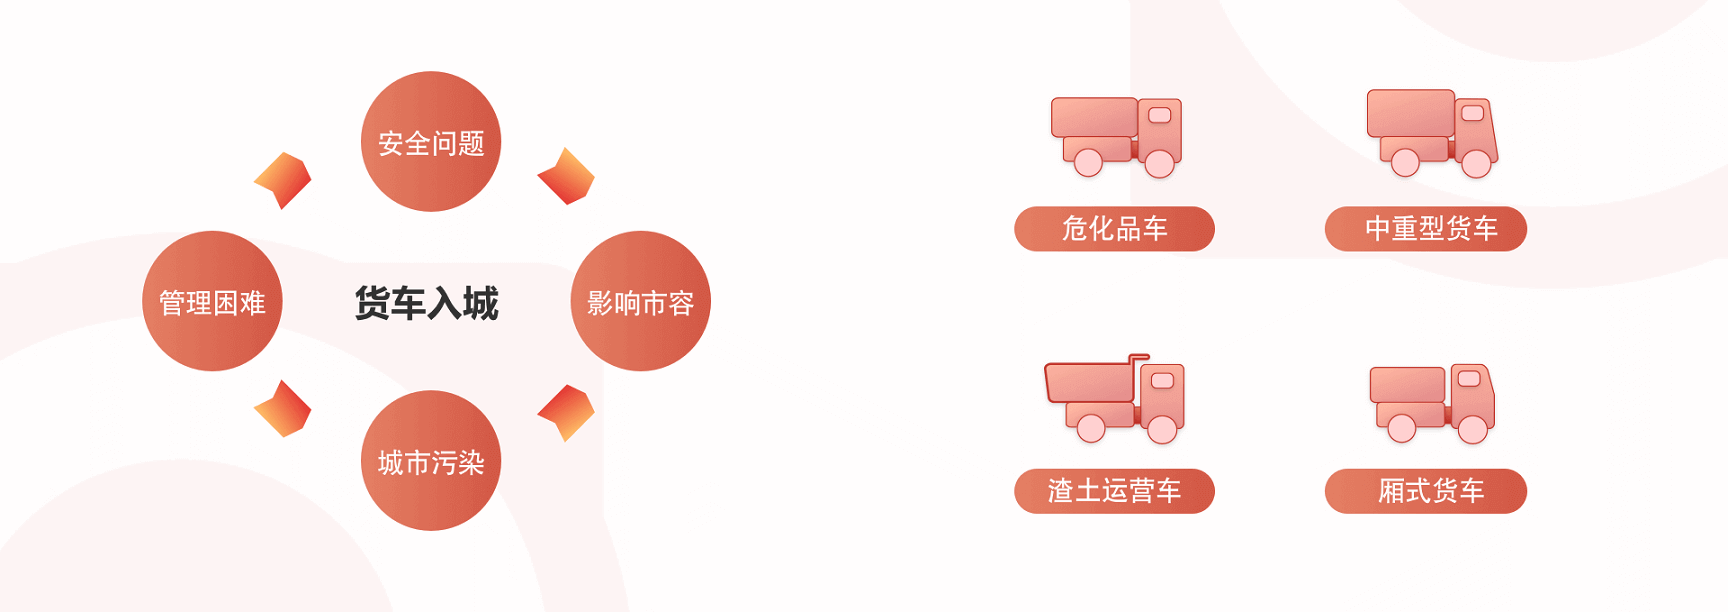 安全问题
管理困难
货车入城
影响市容
城市污染
危化品车
中重型货车
渣土运营车
厢式货车